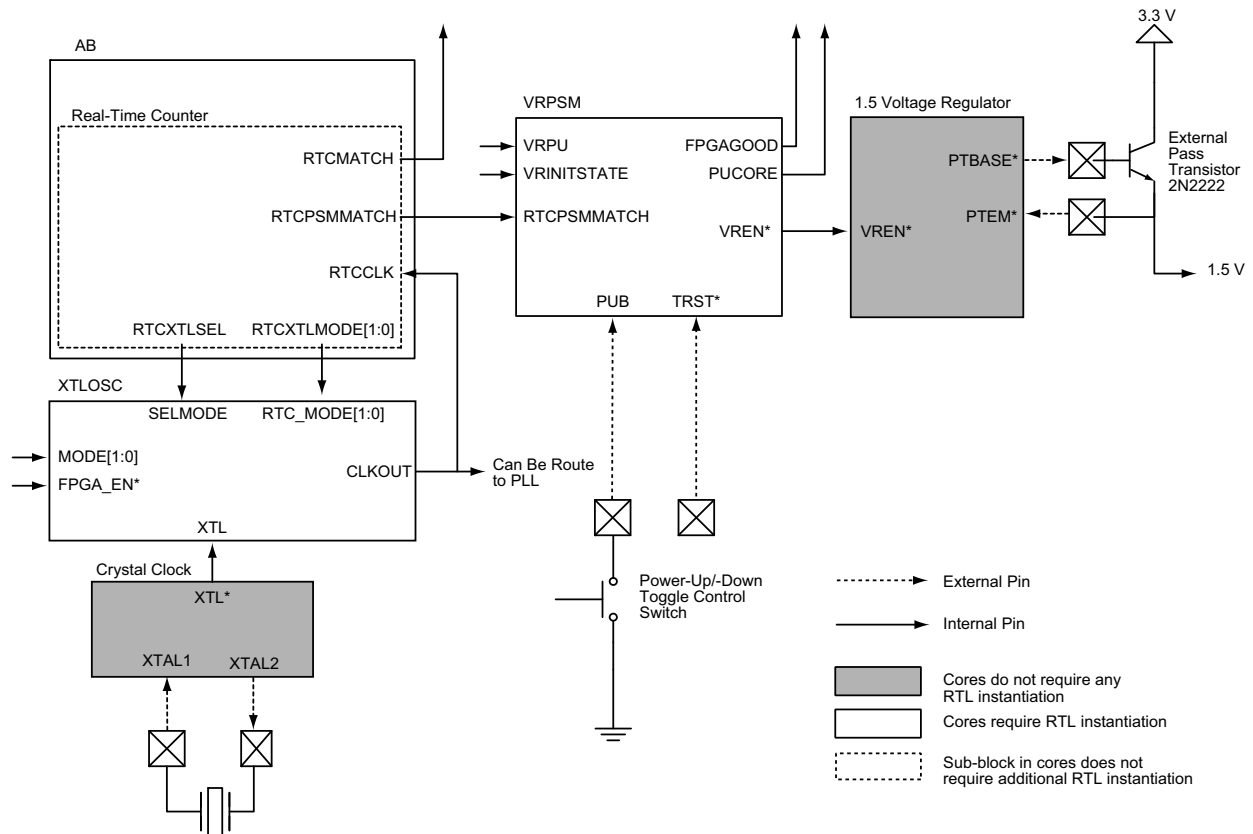 AB
Real-Time Counter
RTCMATCH
RTCPSMMATCH
RTCCLK
RTCXTLSEL
RTCXTLMODE[1:0]
XTLOSC
SELMODE
RTC_MODE[1:0]
MODE[1:0]
FPGA_EN*
CLKOUT
XTL
Can Be Route
to PLL
Crystal Clock
XTL*
XTAL1
XTAL2
VRPSM
VRPU
VRINITSTATE
RTCPSMMATCH
FPGAGOOD
PUCORE
VREN*
PUB
TRST*
Power-Up/-Down
Toggle Control
Switch
1.5 Voltage Regulator
PTBASE*
PTEM*
VREN*
3.3 V
External
Pass
Transistor
2N2222
1.5 V
External Pin
Internal Pin
Cores do not require any
RTL instantiation
Cores require RTL instantiation
Sub-block in cores does not
require additional RTL instantiation